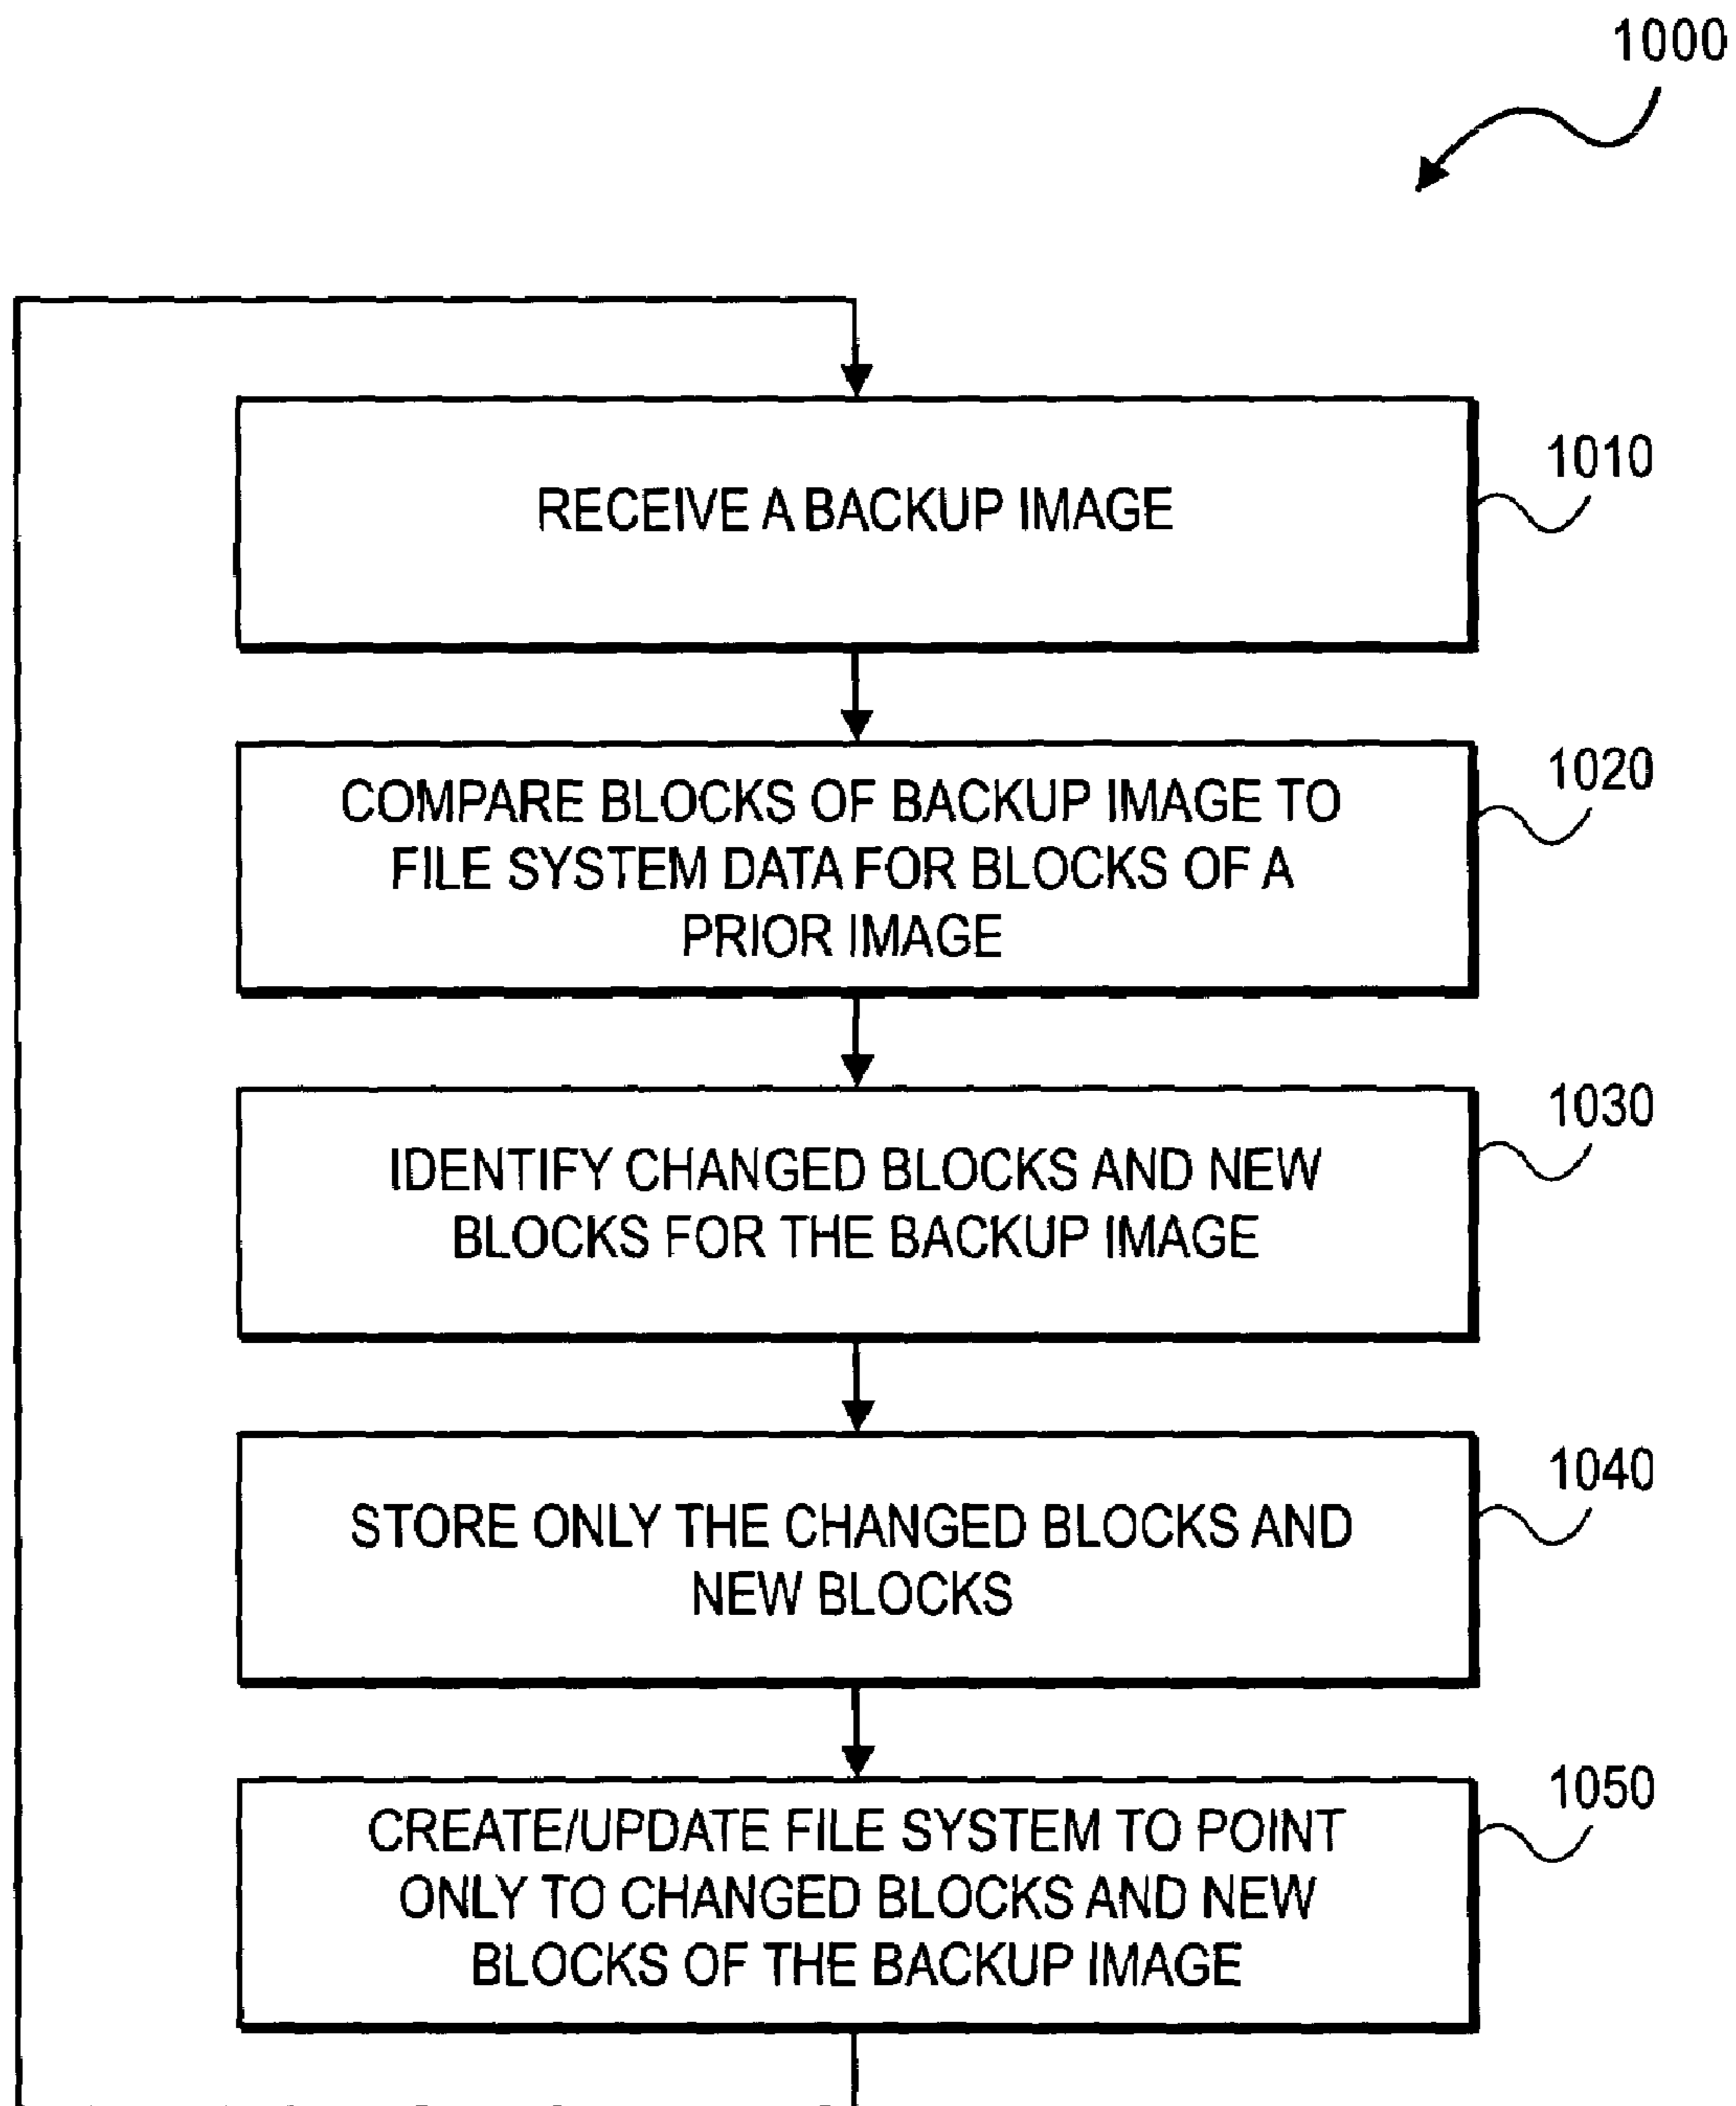 1000
RECEIVE A BACKUP IMAGE
1010
COMPARE BLOCKS OF BACKUP IMAGE TO
FILE SYSTEM DATA FOR BLOCKS OF A
PRIOR IMAGE
1020
IDENTIFY CHANGED BLOCKS AND NEW
BLOCKS FOR THE BACKUP IMAGE
1030
STORE ONLY THE CHANGED BLOCKS AND
NEW BLOCKS
1040
CREATE/UPDATE FILE SYSTEM TO POINT
ONLY TO CHANGED BLOCKS AND NEW
BLOCKS OF THE BACKUP IMAGE
1050